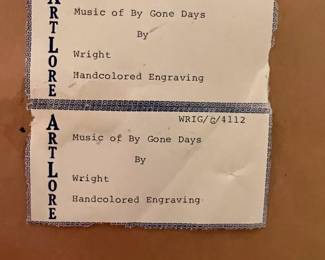 ARTLORE
Music of By Gone Days
By
Wright
Handcolored Engraving
ARTLORE
WRIG/c/4112
Music of By Gone Days
By
Wright
Handcolored Engraving